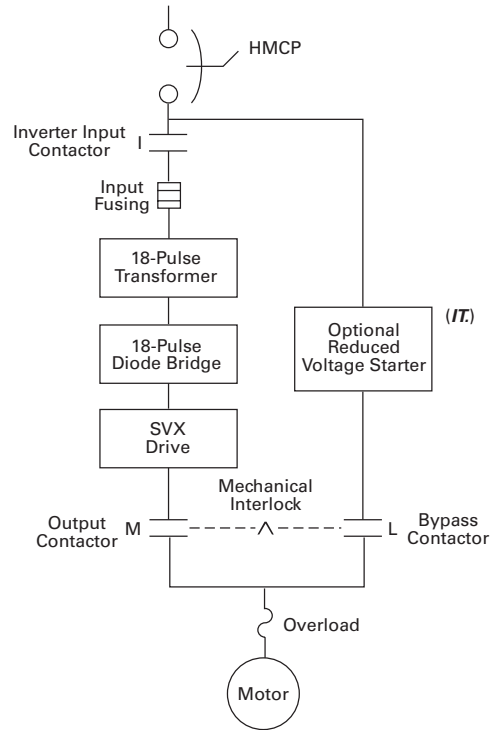 HMCP
Inverter Input
Contactor
I
Input
Fusing
18-Pulse
Transformer
18-Pulse
Diode Bridge
Optional
Reduced
Voltage Starter
(IT.)
SVX
Drive
Mechanical
Interlock
Output
Contactor
M
L
Bypass
Contactor
Overload
Motor